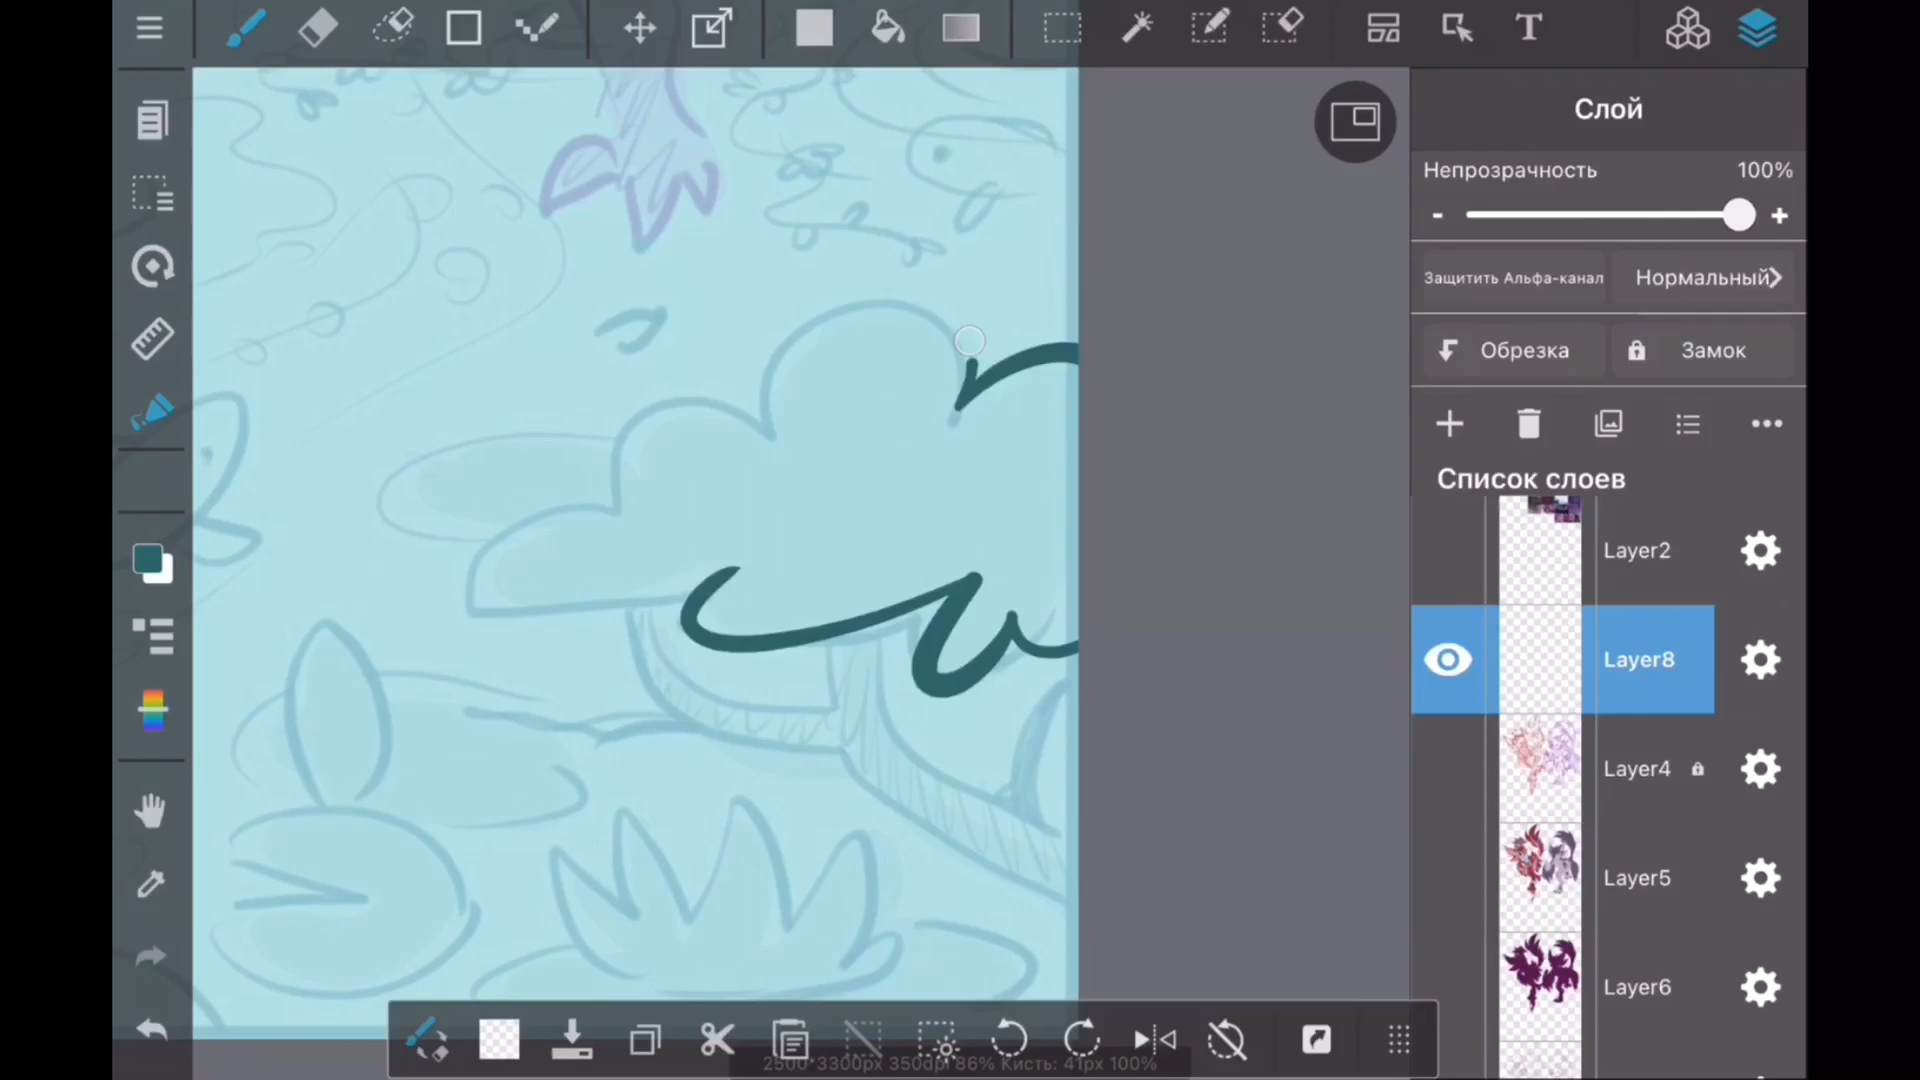 T
Слой
Непрозрачность 100%
- +
Защитить Альфа-канал Нормальный
Обрезка Замок
Список слоев
Layer2
Layer8
Layer4
Layer5
Layer6
2500*3300px 350dpi 86% Кисть: 41px 100%